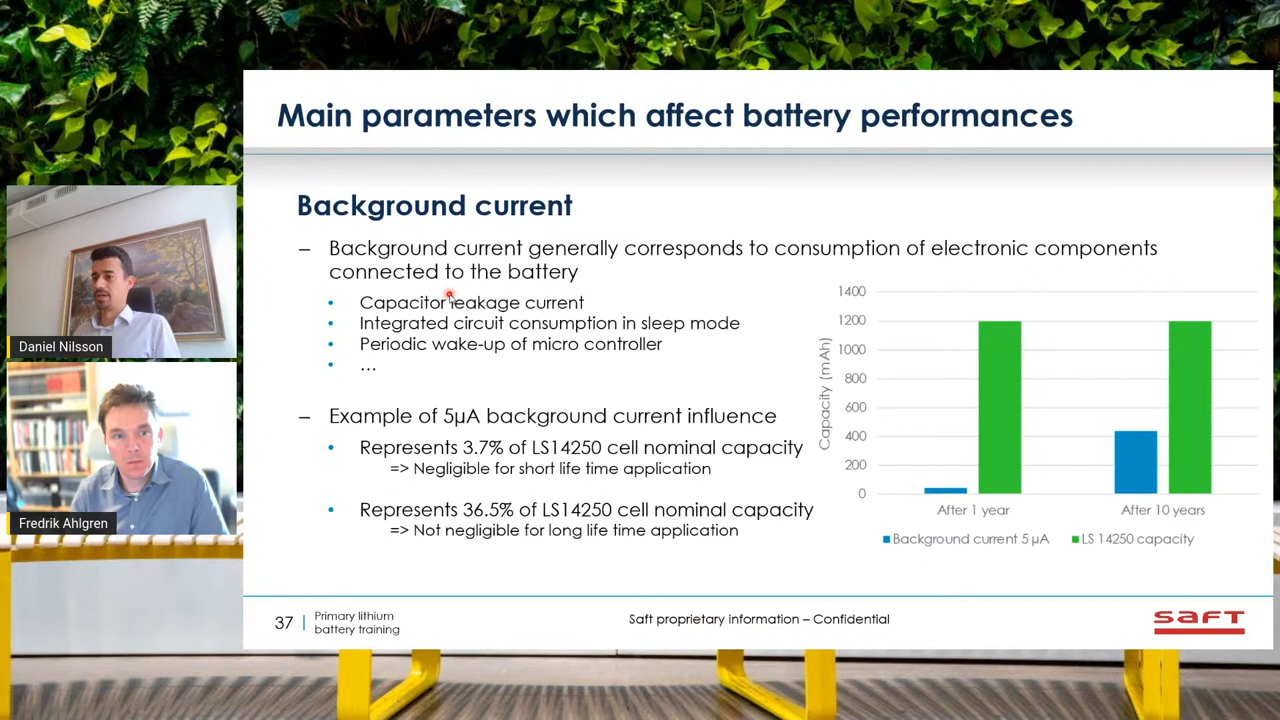 Main parameters which affect battery performances
Background current
– Background current generally corresponds to consumption of electronic components
connected to the battery
• Capacitor leakage current
• Integrated circuit consumption in sleep mode
• Periodic wake-up of micro controller
• ...
– Example of 5µA background current influence
• Represents 3.7% of LS14250 cell nominal capacity
=> Negligible for short life time application
• Represents 36.5% of LS14250 cell nominal capacity
=> Not negligible for long life time application
Capacity (mAh)
1400
1200
1000
800
600
400
200
0
After 1 year
After 10 years
Background current 5 µA
LS 14250 capacity
37
Primary lithium
battery training
Saft proprietary information – Confidential
SAFT
Daniel Nilsson
Fredrik Ahlgren